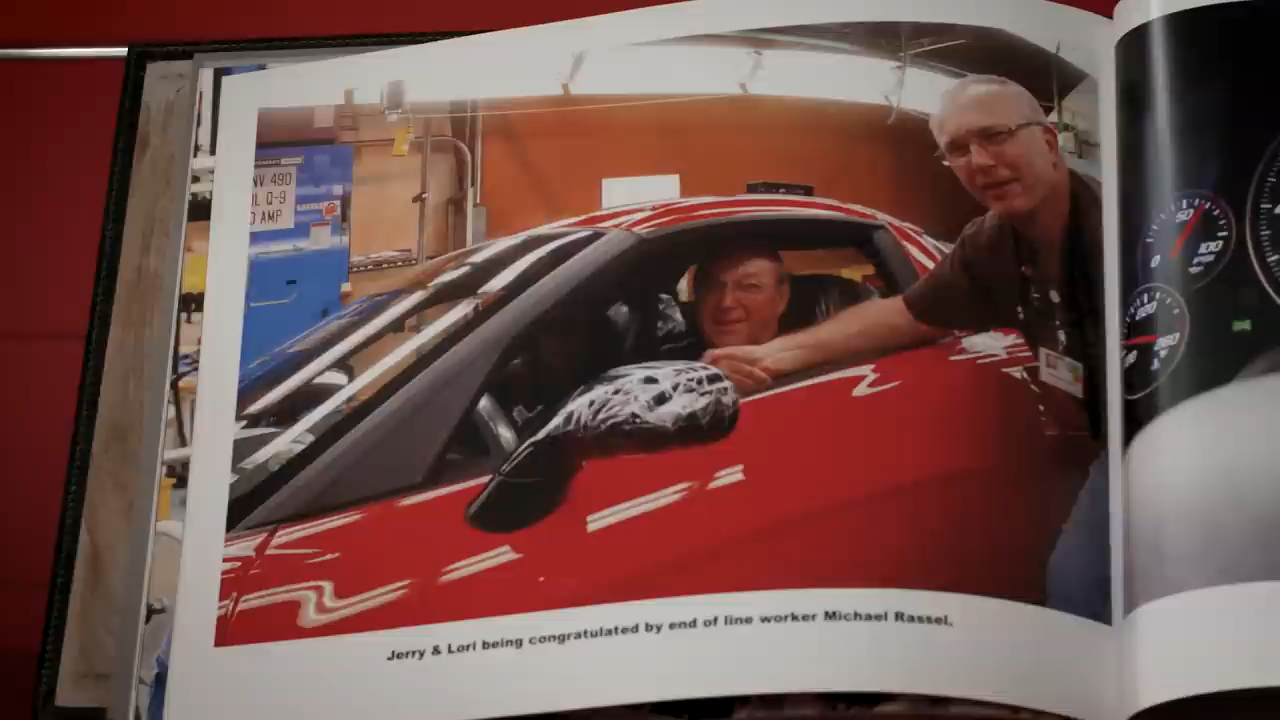 NV 490
Q-9
AMP
50
100
0
Jerry & Lori being congratulated by end of line worker Michael Rassel.